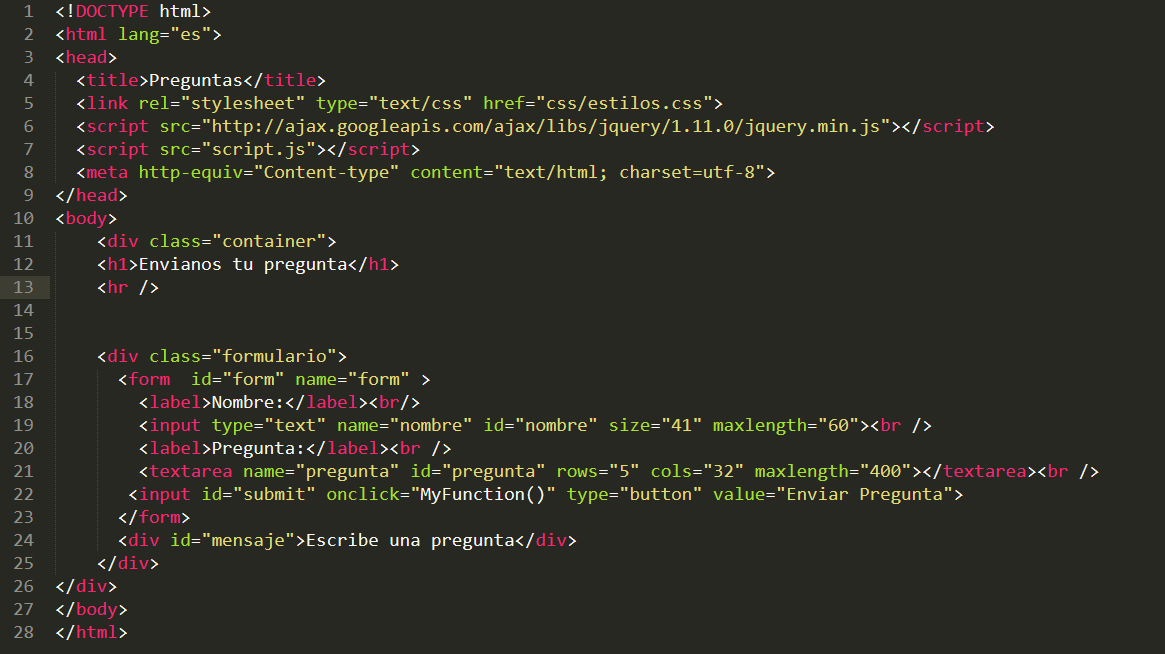 1 <!DOCTYPE html>
2 <html lang="es">
3 <head>
4 <title>Preguntas</title>
5 <link rel="stylesheet" type="text/css" href="css/estilos.css">
6 <script src="http://ajax.googleapis.com/ajax/libs/jquery/1.11.0/jquery.min.js"></script>
7 <script src="script.js"></script>
8 <meta http-equiv="Content-type" content="text/html; charset=utf-8">
9 </head>
10 <body>
11 <div class="container">
12 <h1>Envianos tu pregunta</h1>
13 <hr />
14
15
16 <div class="formulario">
17 <form  id="form" name="form" >
18 <label>Nombre:</label><br/>
19 <input type="text" name="nombre" id="nombre" size="41" maxlength="60"><br />
20 <label>Pregunta:</label><br />
21 <textarea name="pregunta" id="pregunta" rows="5" cols="32" maxlength="400"></textarea><br />
22 <input id="submit" onclick="MyFunction()" type="button" value="Enviar Pregunta">
23 </form>
24 <div id="mensaje">Escribe una pregunta</div>
25 </div>
26 </div>
27 </body>
28 </html>